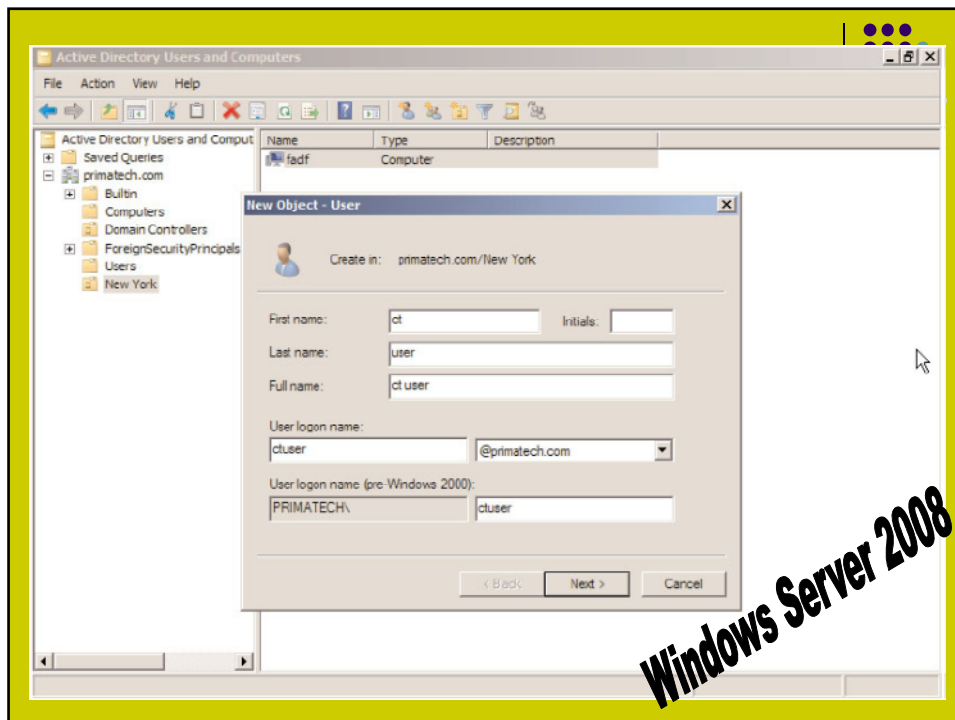 Active Directory Users and Computers
File Action View Help
Active Directory Users and Comput
Saved Queries
primatech.com
Builtin
Computers
Domain Controllers
ForeignSecurityPrincipals
Users
New York
Name Type Description
fadf Computer
New Object - User
Create in: primatech.com/New York
First name: ct Initials:
Last name: user
Full name: ct user
User logon name:
ctuser @primatech.com
User logon name (pre-Windows 2000):
PRIMATECH\ ctuser
< Back Next > Cancel
Windows Server 2008